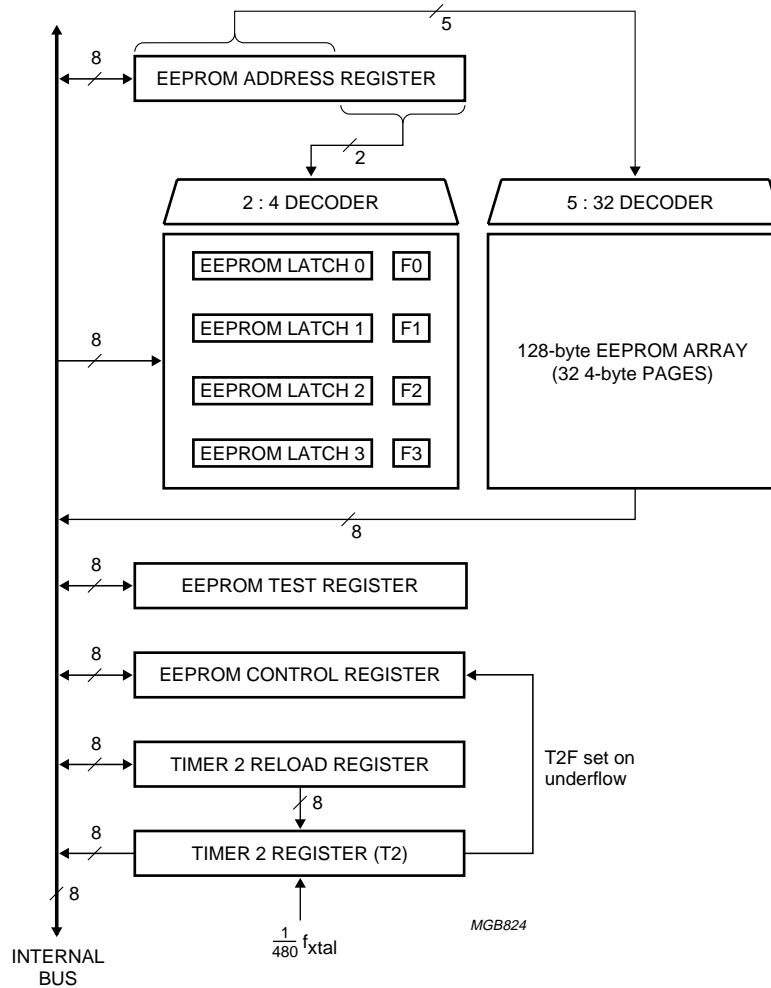 5
8
EEPROM ADDRESS REGISTER
2
2 : 4 DECODER
5 : 32 DECODER
EEPROM LATCH 0 F0
EEPROM LATCH 1 F1
8
128-byte EEPROM ARRAY
(32 4-byte PAGES)
EEPROM LATCH 2 F2
EEPROM LATCH 3 F3
8
8
EEPROM TEST REGISTER
8
EEPROM CONTROL REGISTER
T2F set on
underflow
8
TIMER 2 RELOAD REGISTER
8
8
TIMER 2 REGISTER (T2)
8
1/480 fxtal
MGB824
INTERNAL
BUS